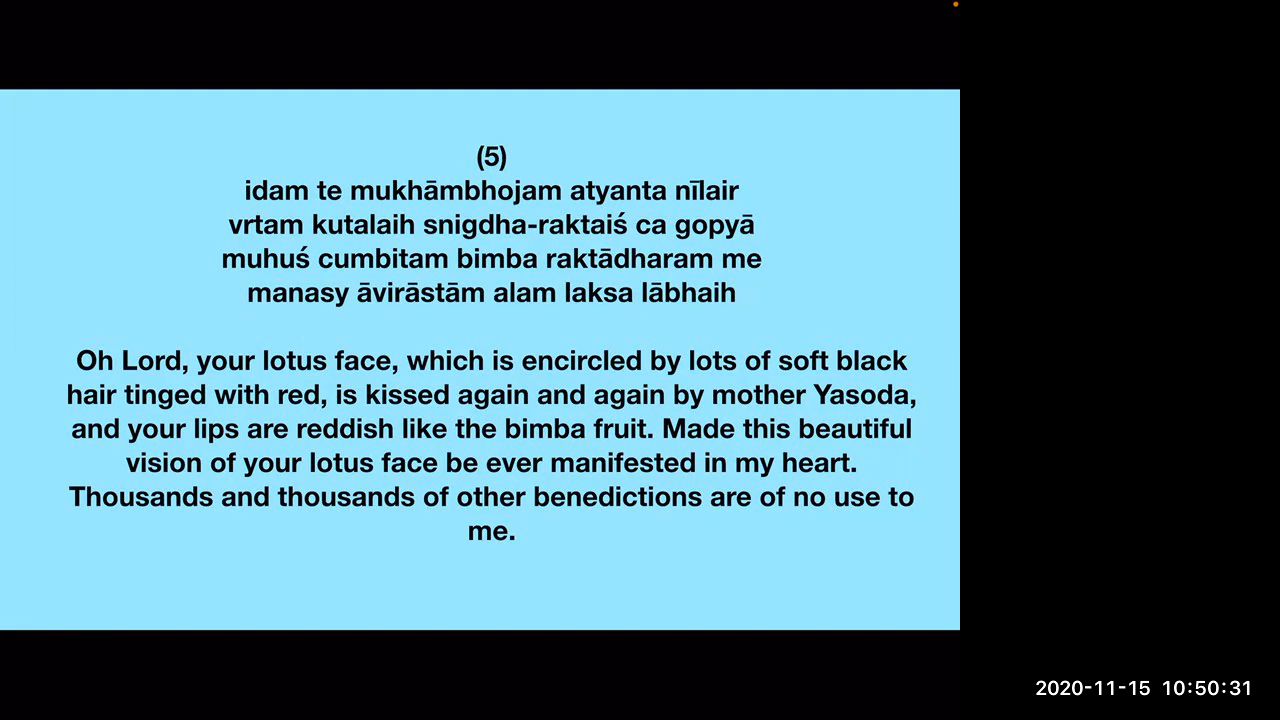 (5)
idam te mukhāmbhojam atyanta nīlair
vrtam kutalaih snigdha-raktaiś ca gopyā
muhuś cumbitam bimba raktādharam me
manasy āvirāstām alam laksa lābhaih
Oh Lord, your lotus face, which is encircled by lots of soft black
hair tinged with red, is kissed again and again by mother Yasoda,
and your lips are reddish like the bimba fruit. Made this beautiful
vision of your lotus face be ever manifested in my heart.
Thousands and thousands of other benedictions are of no use to
me.
2020-11-15 10:50:31